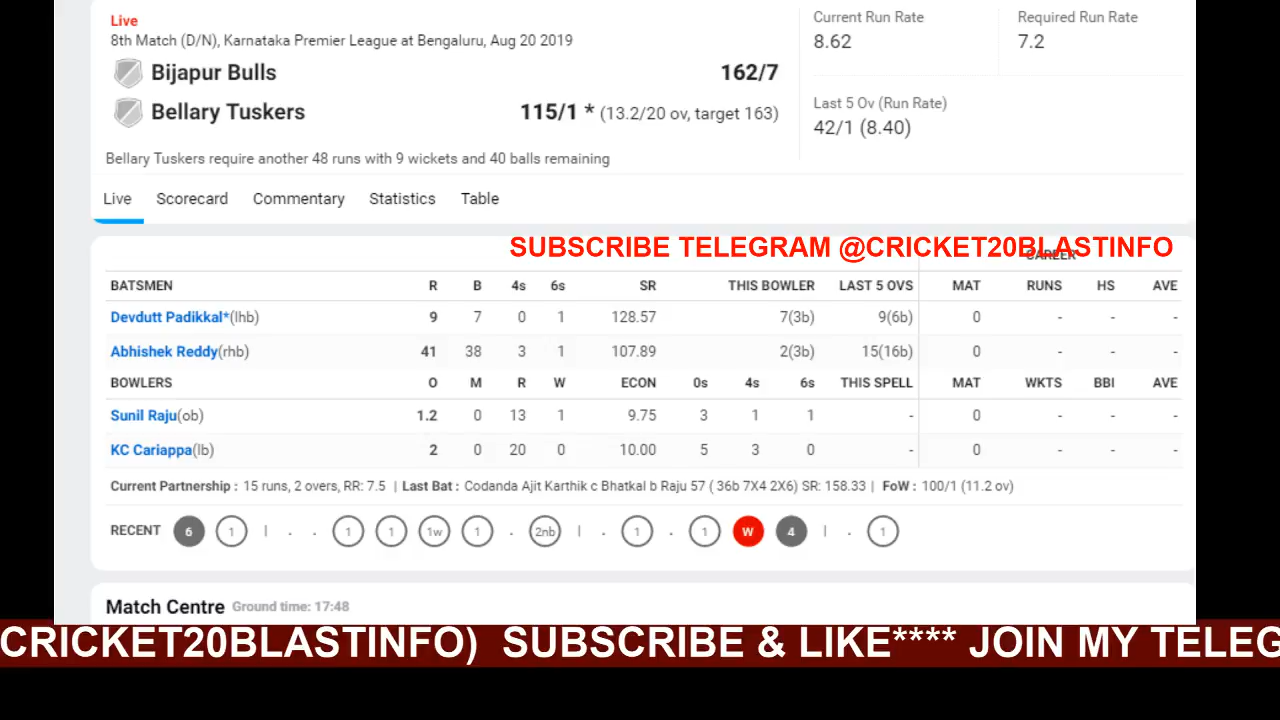 Live
8th Match (D/N), Karnataka Premier League at Bengaluru, Aug 20 2019
Bijapur Bulls 162/7
Bellary Tuskers 115/1 * (13.2/20 ov, target 163)
Bellary Tuskers require another 48 runs with 9 wickets and 40 balls remaining
Current Run Rate Required Run Rate
8.62 7.2
Last 5 Ov (Run Rate)
42/1 (8.40)
Live Scorecard Commentary Statistics Table
SUBSCRIBE TELEGRAM @CRICKET20BLASTINFO
CAREER
BATSMEN R B 4s 6s SR THIS BOWLER LAST 5 OVS MAT RUNS HS AVE
Devdutt Padikkal*(lhb) 9 7 0 1 128.57 7(3b) 9(6b) 0 - - -
Abhishek Reddy(rhb) 41 38 3 1 107.89 2(3b) 15(16b) 0 - - -
BOWLERS O M R W ECON 0s 4s 6s THIS SPELL MAT WKTS BBI AVE
Sunil Raju(ob) 1.2 0 13 1 9.75 3 1 1 - 0 - - -
KC Cariappa(lb) 2 0 20 0 10.00 5 3 0 - 0 - - -
Current Partnership : 15 runs, 2 overs, RR: 7.5 | Last Bat : Codanda Ajit Karthik c Bhatkal b Raju 57 ( 36b 7X4 2X6) SR: 158.33 | FoW : 100/1 (11.2 ov)
RECENT 6 1 | . . 1 1 1w 1 . 2nb | . 1 . 1 W 4 | . 1
Match Centre Ground time: 17:48
CRICKET20BLASTINFO) SUBSCRIBE & LIKE**** JOIN MY TELEG